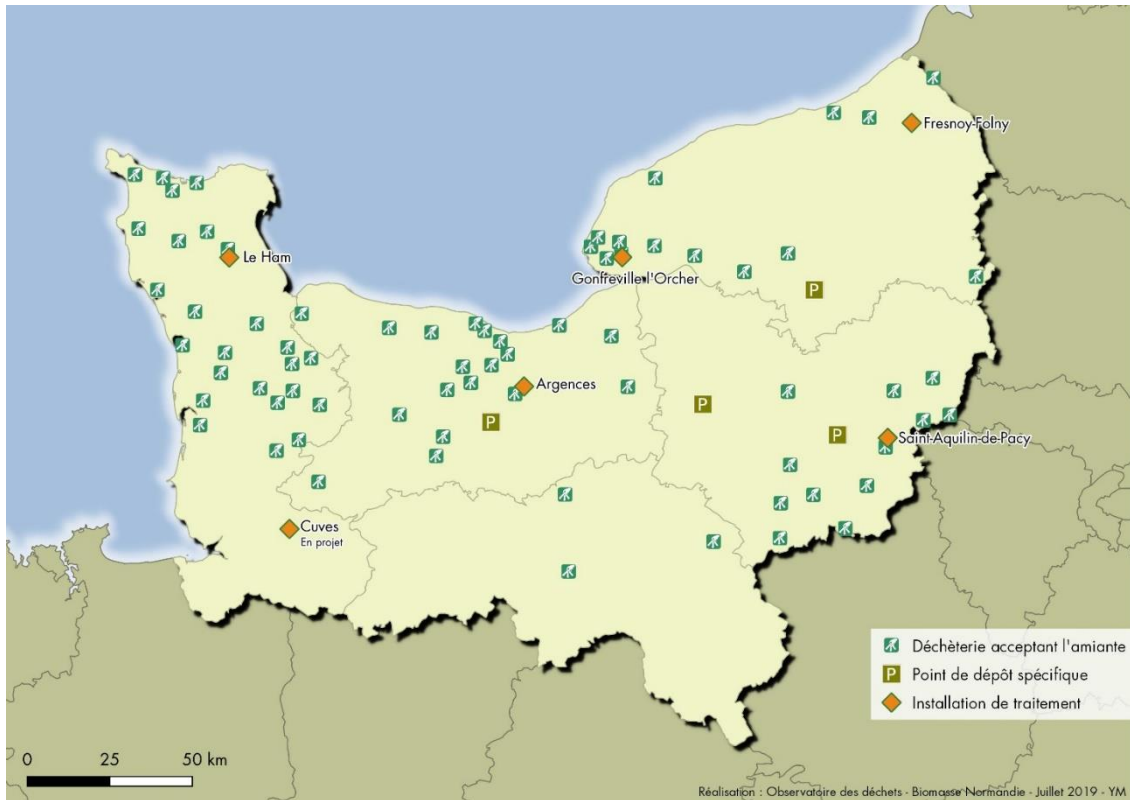 Fresnoy-Folny
Le Ham
Gonfreville l'Orcher
Argences
P
P
P
P
Saint-Aquilin-de-Pacy
Cuves
En projet
Déchèterie acceptant l'amiante
P Point de dépôt spécifique
Installation de traitement
0 25 50 km
Réalisation : Observatoire des déchets - Biomasse Normandie - Juillet 2019 - YM